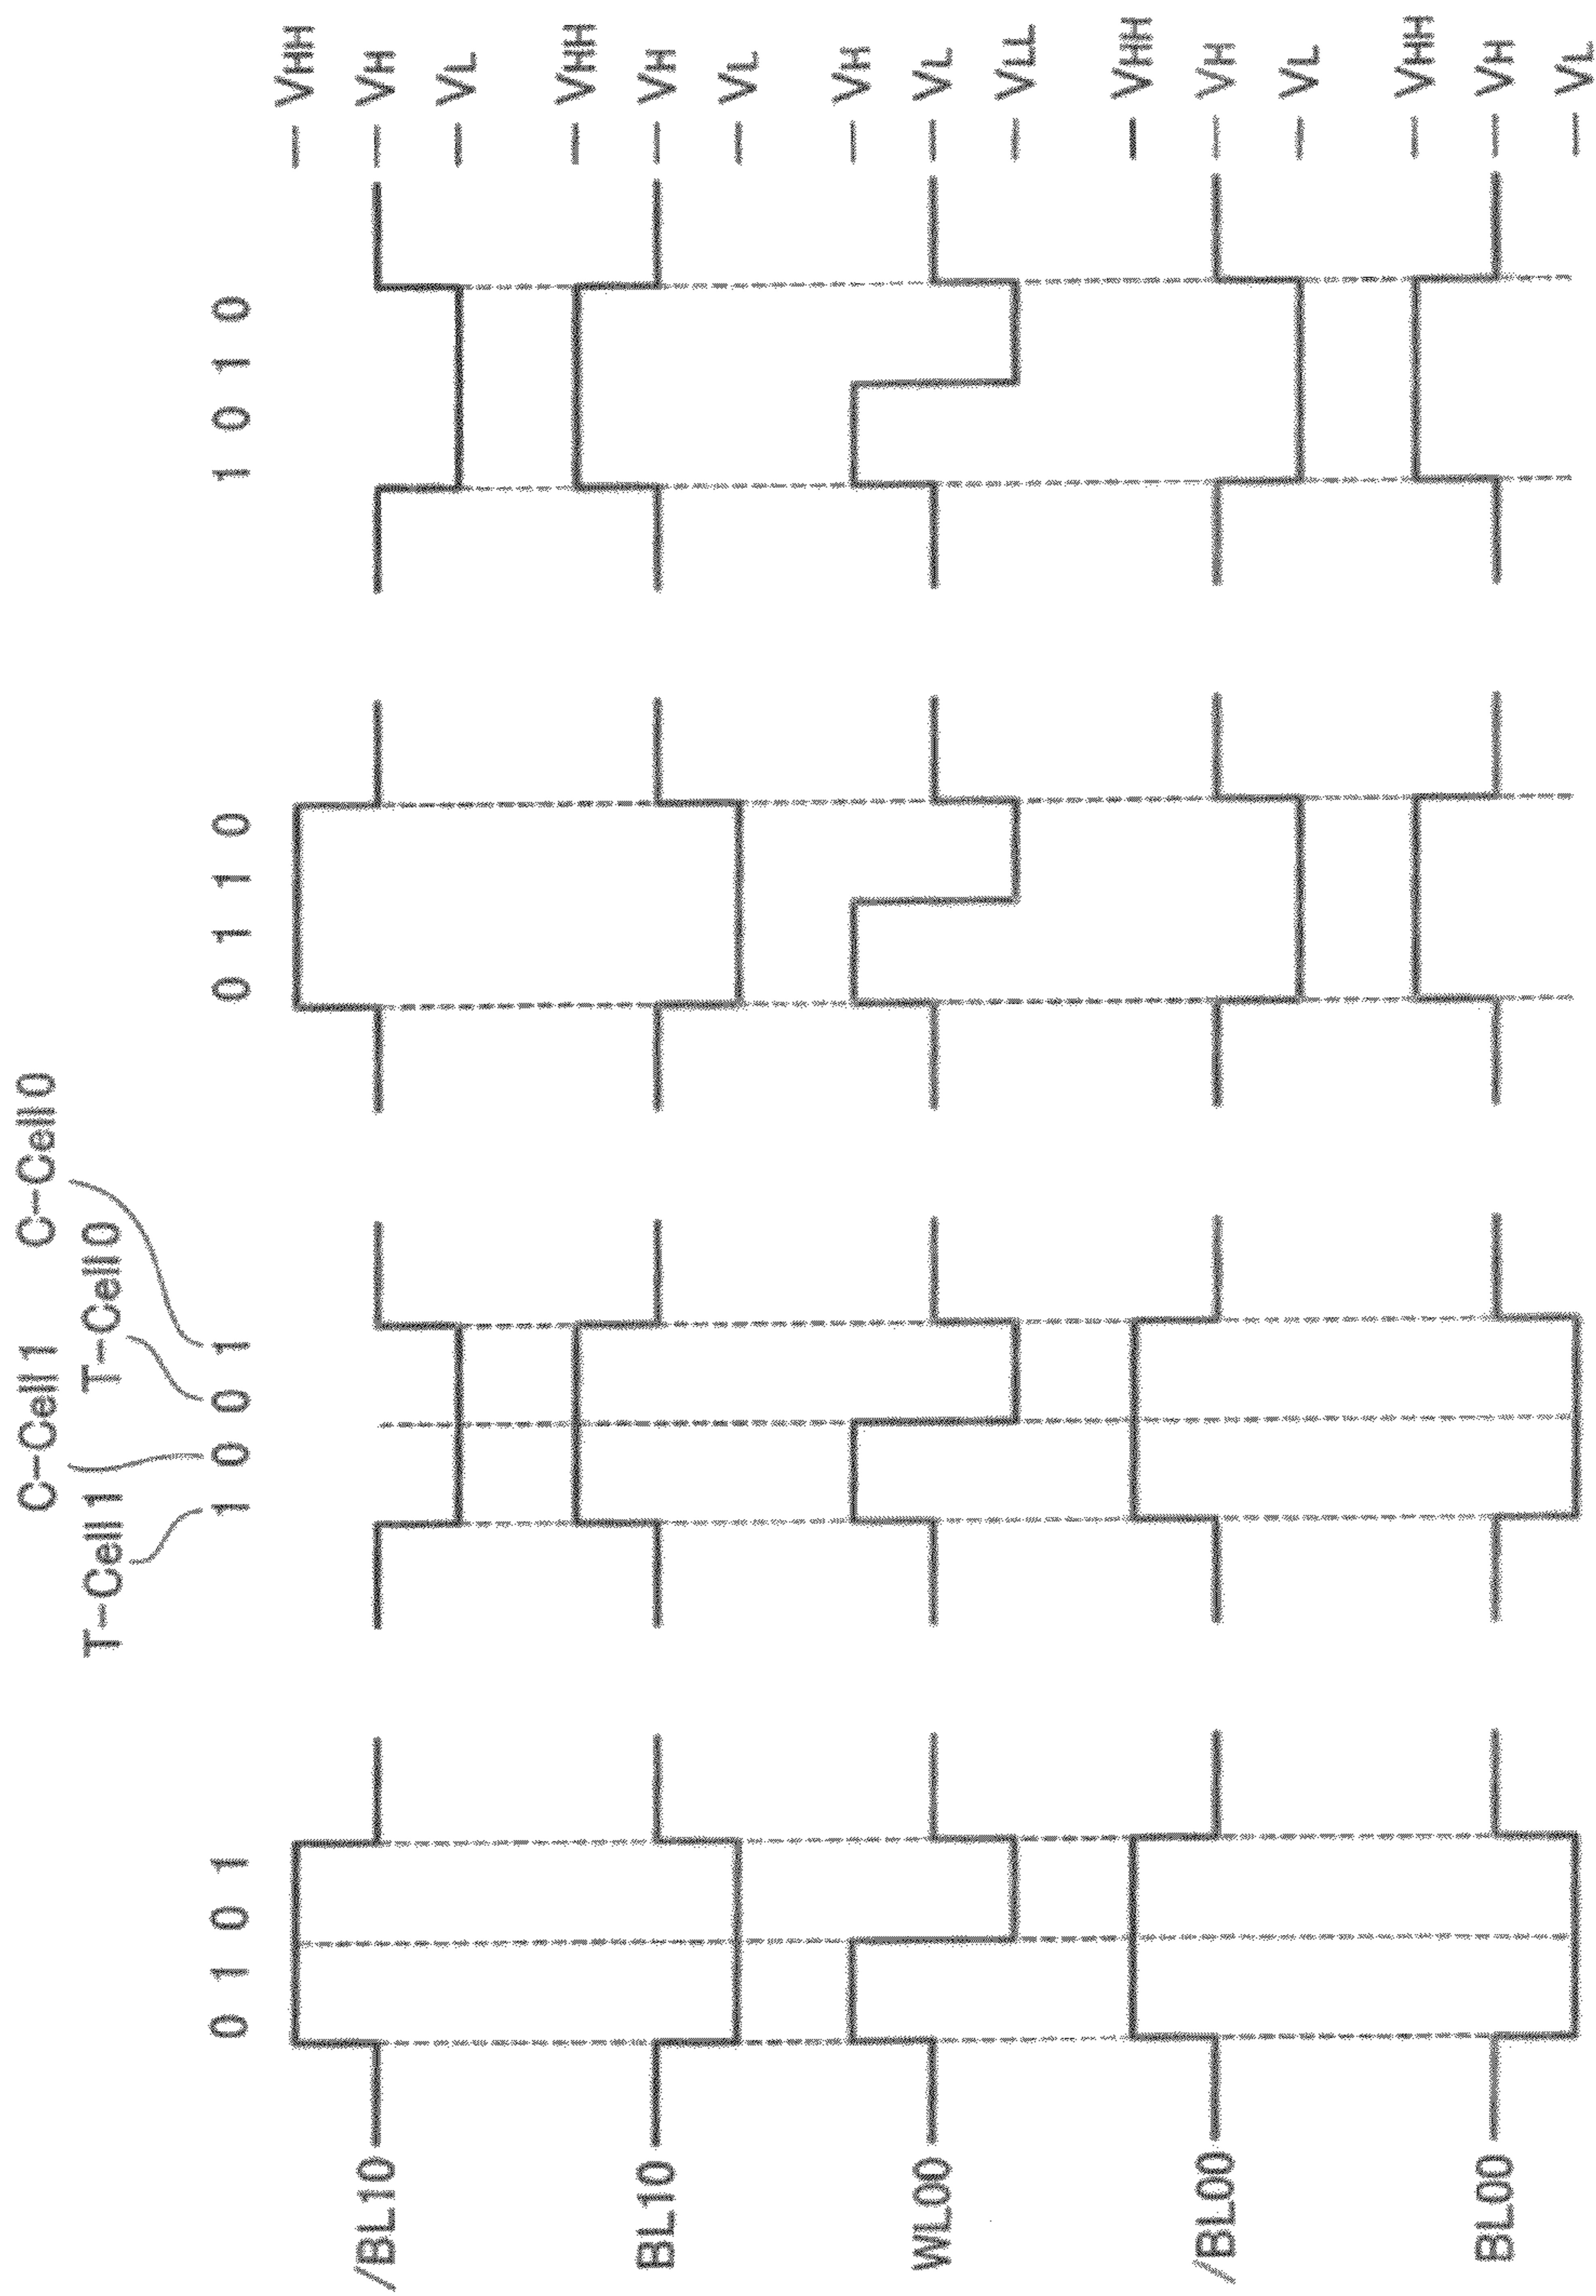 C-Cell 1 C-Cell 0
T-Cell 1 T-Cell 0
0 1 0 1 1 0 0 1 0 1 1 0 1 0 1 0
VHH
/BL10 VH
VL
VHH
BL10 VH
VL
VH
WL00 VL
VLL
VHH
/BL00 VH
VL
VHH
BL00 VH
VL